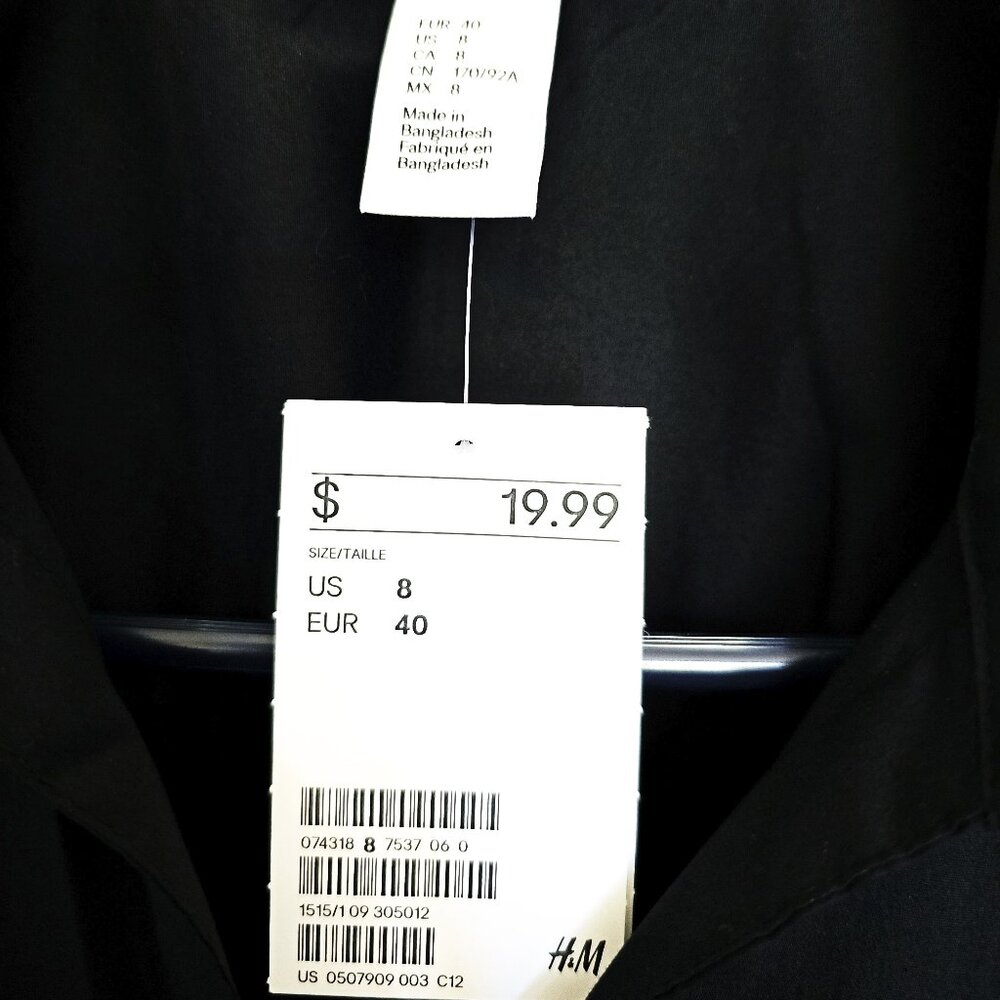 EUR 40
US 8
CA 8
CN 170/92A
MX 8
Made in
Bangladesh
Fabriqué en
Bangladesh
$ 19.99
SIZE/TAILLE
US 8
EUR 40
074318 8 7537 06 0
1515/1 09 305012
US 0507909 003 C12
H&M